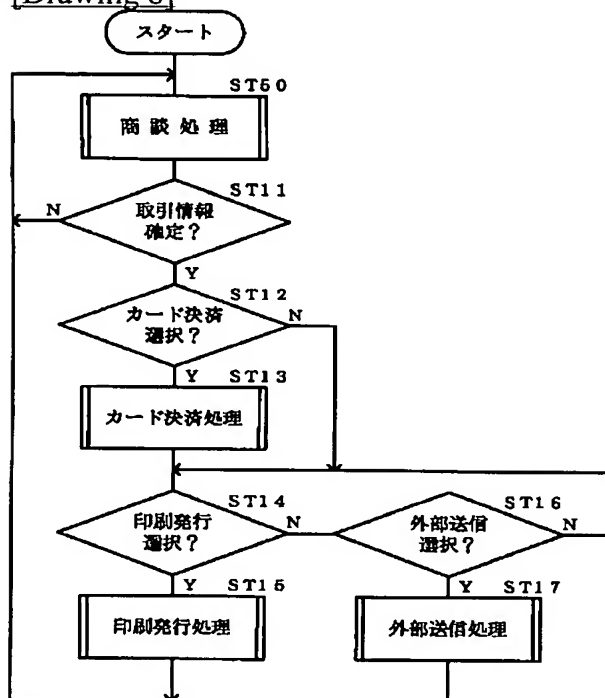 [Drawing 6]
スタート
ST50
商談処理
ST11
取引情報
確定？
N
Y
ST12
カード決済
選択？
N
Y
ST13
カード決済処理
ST14
印刷発行
選択？
N
ST16
外部送信
選択？
N
Y
ST15
印刷発行処理
Y
ST17
外部送信処理